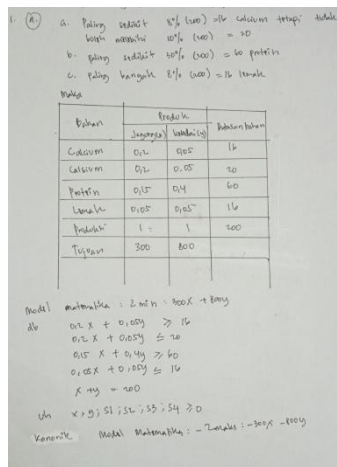 1. (a.) a. Paling sedikit 8% (200) = 16 calcium tetapi tidak
boleh melebihi 10% (200) = 20
b. Paling sedikit 30% (200) = 60 protein
c. Paling banyak 8% (200) = 16 lemak
Maka
Bahan Produk Batasan bahan
Jagung(x) kedelai(y)
Calcium 0,2 0,05 16
Calsium 0,2 0,05 20
Protein 0,15 0,4 60
Lemak 0,05 0,05 16
Produksi 1 1 200
Tujuan 300 800
Model matematika : Z min : 300X + 800y
db 0,2 X + 0,05y ≥ 16
0,2 X + 0,05y ≤ 20
0,15 X + 0,4y ≥ 60
0,05X + 0,05y ≤ 16
X + y = 200
x, y ; S1 ; S2 ; S3 ; S4 ≥ 0
Kanonik Model Matematika : - Z maks : -300X - 800y